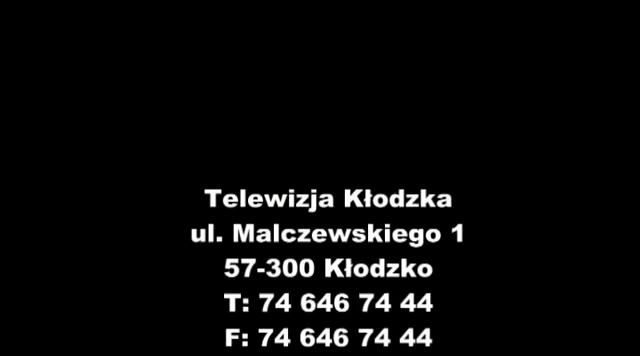 Telewizja Kłodzka
ul. Malczewskiego 1
57-300 Kłodzko
T: 74 646 74 44
F: 74 646 74 44